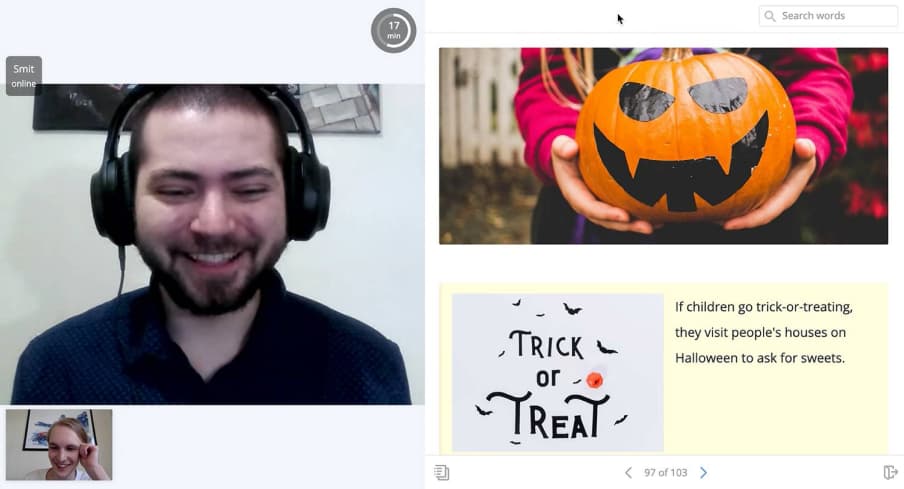 17
min
Smit
online
Search words
TRICK
or
TREAT
If children go trick-or-treating,
they visit people's houses on
Halloween to ask for sweets.
97 of 103